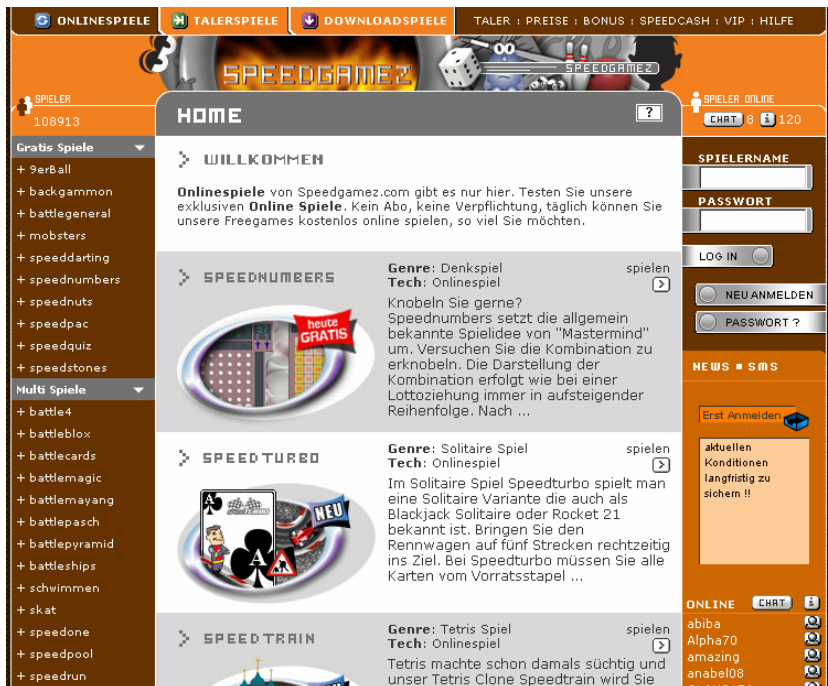 ONLINESPIELE
TALERSPIELE
DOWNLOADSPIELE
TALER : PREISE : BONUS : SPEEDCASH : VIP : HILFE
SPEEDGAMEZ
SPEEDGAMEZ
SPIELER
108913
SPIELER ONLINE
CHAT 8 i 120
HOME
?
Gratis Spiele
+ 9erBall
+ backgammon
+ battlegeneral
+ mobsters
+ speeddarting
+ speednumbers
+ speednuts
+ speedpac
+ speedquiz
+ speedstones
Multi Spiele
+ battle4
+ battleblox
+ battlecards
+ battlemagic
+ battlemayang
+ battlepasch
+ battlepyramid
+ battleships
+ schwimmen
+ skat
+ speedone
+ speedpool
+ speedrun
WILLKOMMEN
Onlinespiele von Speedgamez.com gibt es nur hier. Testen Sie unsere
exklusiven Online Spiele. Kein Abo, keine Verpflichtung, täglich können Sie
unsere Freegames kostenlos online spielen, so viel Sie möchten.
SPEEDNUMBERS
heute
GRATIS
Genre: Denkspiel
spielen
Tech: Onlinespiel
Knobeln Sie gerne?
Speednumbers setzt die allgemein
bekannte Spielidee von "Mastermind"
um. Versuchen Sie die Kombination zu
erknobeln. Die Darstellung der
Kombination erfolgt wie bei einer
Lottoziehung immer in aufsteigender
Reihenfolge. Nach ...
SPEEDTURBO
A
NEU
A
Genre: Solitaire Spiel
spielen
Tech: Onlinespiel
Im Solitaire Spiel Speedturbo spielt man
eine Solitaire Variante die auch als
Blackjack Solitaire oder Rocket 21
bekannt ist. Bringen Sie den
Rennwagen auf fünf Strecken rechtzeitig
ins Ziel. Bei Speedturbo müssen Sie alle
Karten vom Vorratsstapel ...
SPEEDTRAIN
Genre: Tetris Spiel
spielen
Tech: Onlinespiel
Tetris machte schon damals süchtig und
unser Tetris Clone Speedtrain wird Sie
SPIELERNAME
PASSWORT
LOG IN
NEU ANMELDEN
PASSWORT ?
NEWS SMS
Erst Anmelden
aktuellen
Konditionen
langfristig zu
sichern !!
ONLINE CHAT i
abiba
Alpha70
amazing
anabel08